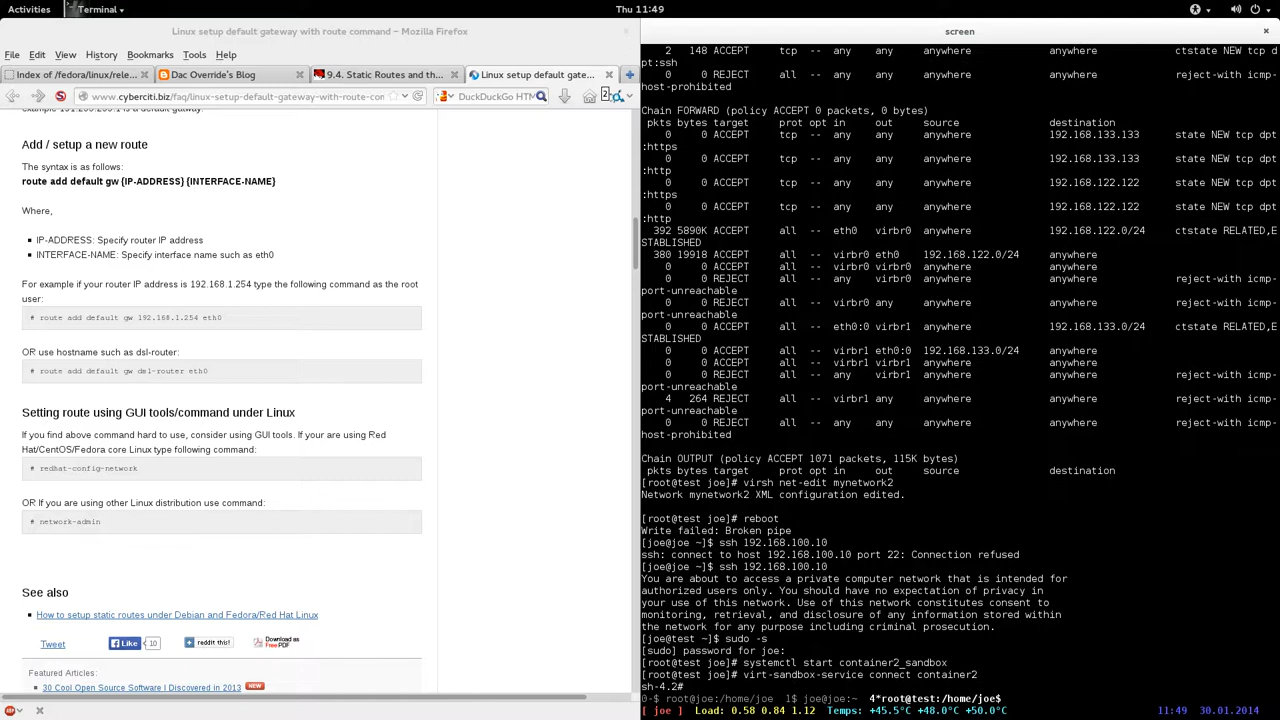 Activities Terminal Thu 11:49
Linux setup default gateway with route command – Mozilla Firefox
File Edit View History Bookmarks Tools Help
Index of /fedora/linux/rele... Dac Override's Blog 9.4. Static Routes and th... Linux setup default gate...
www.cyberciti.biz/faq/linux-setup-default-gateway-with-route-con DuckDuckGo HTM 2
Add / setup a new route
The syntax is as follows:
route add default gw {IP-ADDRESS} {INTERFACE-NAME}
Where,
IP-ADDRESS: Specify router IP address
INTERFACE-NAME: Specify interface name such as eth0
For example if your router IP address is 192.168.1.254 type the following command as the root
user:
# route add default gw 192.168.1.254 eth0
OR use hostname such as dsl-router:
# route add default gw dsl-router eth0
Setting route using GUI tools/command under Linux
If you find above command hard to use, consider using GUI tools. If your are using Red
Hat/CentOS/Fedora core Linux type following command:
# redhat-config-network
OR If you are using other Linux distribution use command:
# network-admin
See also
How to setup static routes under Debian and Fedora/Red Hat Linux
Tweet Like 10 reddit this! Download as Free PDF
Featured Articles:
30 Cool Open Source Software I Discovered in 2013 NEW
screen
2 148 ACCEPT tcp -- any any anywhere anywhere ctstate NEW tcp d
pt:ssh
0 0 REJECT all -- any any anywhere anywhere reject-with icmp-
host-prohibited
Chain FORWARD (policy ACCEPT 0 packets, 0 bytes)
pkts bytes target prot opt in out source destination
0 0 ACCEPT tcp -- any any anywhere 192.168.133.133 state NEW tcp dpt
:https
0 0 ACCEPT tcp -- any any anywhere 192.168.133.133 state NEW tcp dpt
0 0 ACCEPT tcp -- any any anywhere 192.168.122.122 state NEW tcp dpt
:https
0 0 ACCEPT tcp -- any any anywhere 192.168.122.122 state NEW tcp dpt
:http
392 5890K ACCEPT all -- eth0 virbr0 anywhere 192.168.122.0/24 ctstate RELATED,E
STABLISHED
380 19918 ACCEPT all -- virbr0 eth0 192.168.122.0/24 anywhere
0 0 ACCEPT all -- virbr0 virbr0 anywhere anywhere
0 0 REJECT all -- any virbr0 anywhere anywhere reject-with icmp-
port-unreachable
0 0 REJECT all -- virbr0 any anywhere anywhere reject-with icmp-
port-unreachable
0 0 ACCEPT all -- eth0:0 virbr1 anywhere 192.168.133.0/24 ctstate RELATED,E
STABLISHED
0 0 ACCEPT all -- virbr1 eth0:0 192.168.133.0/24 anywhere
0 0 ACCEPT all -- virbr1 virbr1 anywhere anywhere
0 0 REJECT all -- any virbr1 anywhere anywhere reject-with icmp-
port-unreachable
4 264 REJECT all -- virbr1 any anywhere anywhere reject-with icmp-
port-unreachable
0 0 REJECT all -- any any anywhere anywhere reject-with icmp-
host-prohibited
Chain OUTPUT (policy ACCEPT 1071 packets, 115K bytes)
pkts bytes target prot opt in out source destination
[root@test joe]# virsh net-edit mynetwork2
Network mynetwork2 XML configuration edited.
[root@test joe]# reboot
Write failed: Broken pipe
[joe@joe ~]$ ssh 192.168.100.10
ssh: connect to host 192.168.100.10 port 22: Connection refused
[joe@joe ~]$ ssh 192.168.100.10
You are about to access a private computer network that is intended for
authorized users only. You should have no expectation of privacy in
your use of this network. Use of this network constitutes consent to
monitoring, retrieval, and disclosure of any information stored within
the network for any purpose including criminal prosecution.
[joe@test ~]$ sudo -s
[sudo] password for joe:
[root@test joe]# systemctl start container2_sandbox
[root@test joe]# virt-sandbox-service connect container2
sh-4.2#
0-$ root@joe:/home/joe 1$ joe@joe:~ 4*root@test:/home/joe$
[ joe ] Load: 0.58 0.84 1.12 Temps: +45.5°C +48.0°C +50.0°C 11:49 30.01.2014